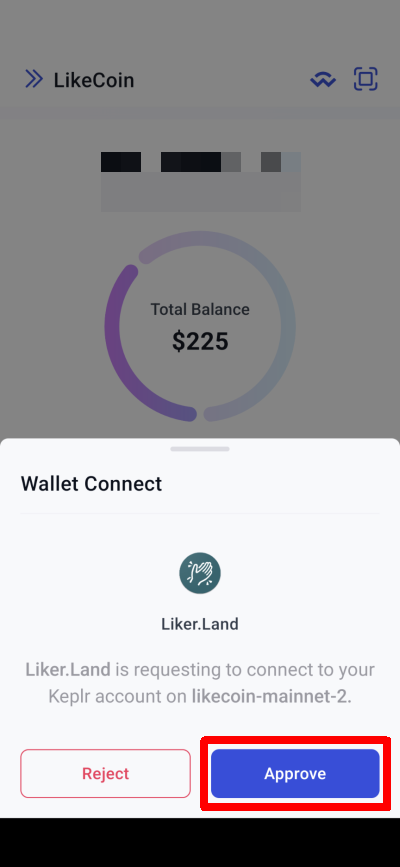 LikeCoin
Total Balance
$225
Wallet Connect
Liker.Land
Liker.Land is requesting to connect to your
Keplr account on likecoin-mainnet-2.
Reject
Approve